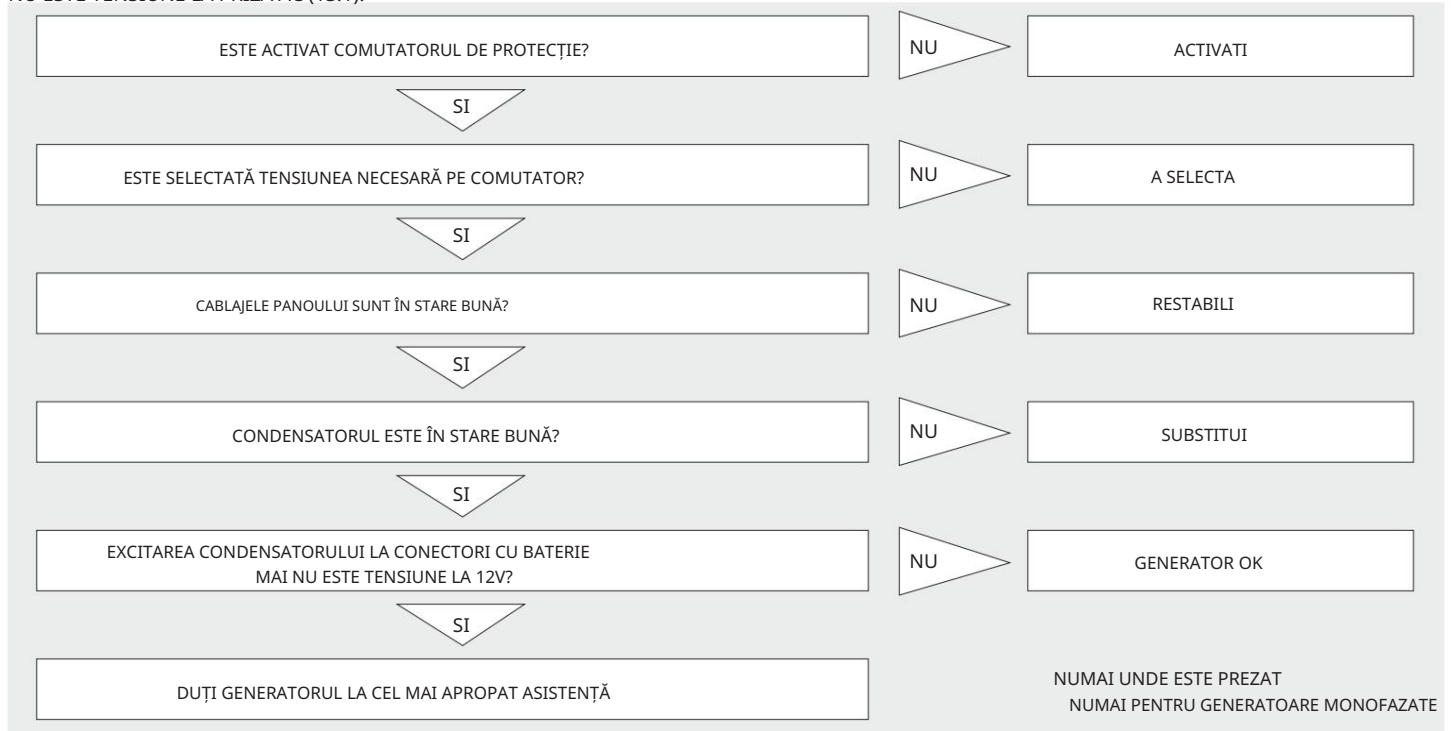 ESTE ACTIVAT COMUTATORUL DE PROTECȚIE?
NU
ACTIVATI
SI
ESTE SELECTATĂ TENSIUNEA NECESARĂ PE COMUTATOR?
NU
A SELECTA
SI
CABLAJELE PANOULUI SUNT ÎN STARE BUNĂ?
NU
RESTABILI
SI
CONDENSATORUL ESTE ÎN STARE BUNĂ?
NU
SUBSTITUI
SI
EXCITAREA CONDENSATORULUI LA CONECTORI CU BATERIE
MAI NU ESTE TENSIUNE LA 12V?
NU
GENERATOR OK
SI
DUȚI GENERATORUL LA CEL MAI APROPAT ASISTENȚĂ
NUMAI UNDE ESTE PREZAT
NUMAI PENTRU GENERATOARE MONOFAZATE